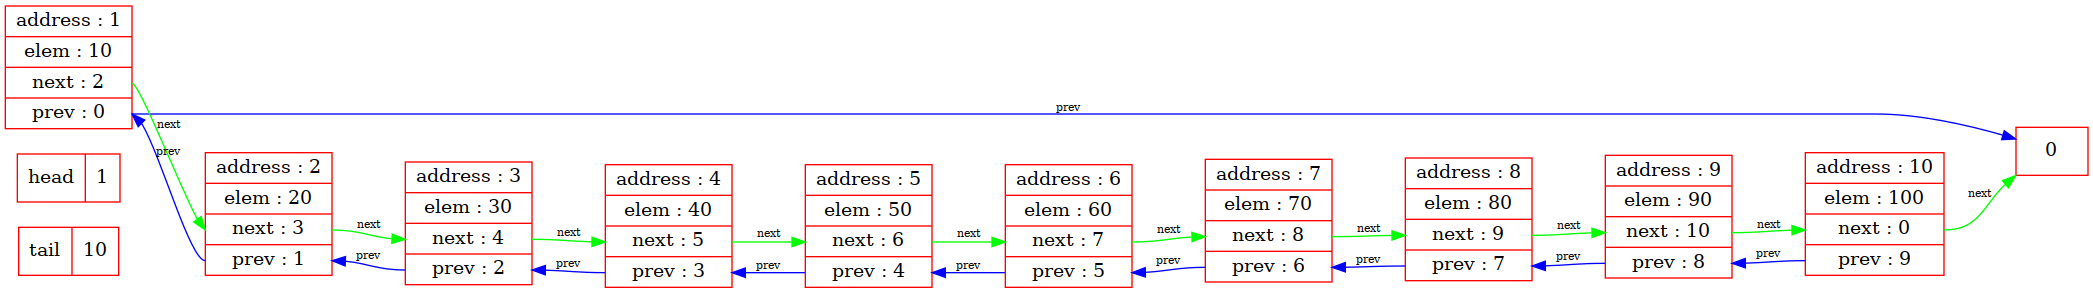 address : 1
elem : 10
next : 2
prev : 0
head 1
tail 10
next
prev
prev
address : 2
elem : 20
next : 3
prev : 1
next
prev
address : 3
elem : 30
next : 4
prev : 2
next
prev
address : 4
elem : 40
next : 5
prev : 3
next
prev
address : 5
elem : 50
next : 6
prev : 4
next
prev
address : 6
elem : 60
next : 7
prev : 5
next
prev
address : 7
elem : 70
next : 8
prev : 6
next
prev
address : 8
elem : 80
next : 9
prev : 7
next
prev
address : 9
elem : 90
next : 10
prev : 8
next
prev
address : 10
elem : 100
next : 0
prev : 9
next
0